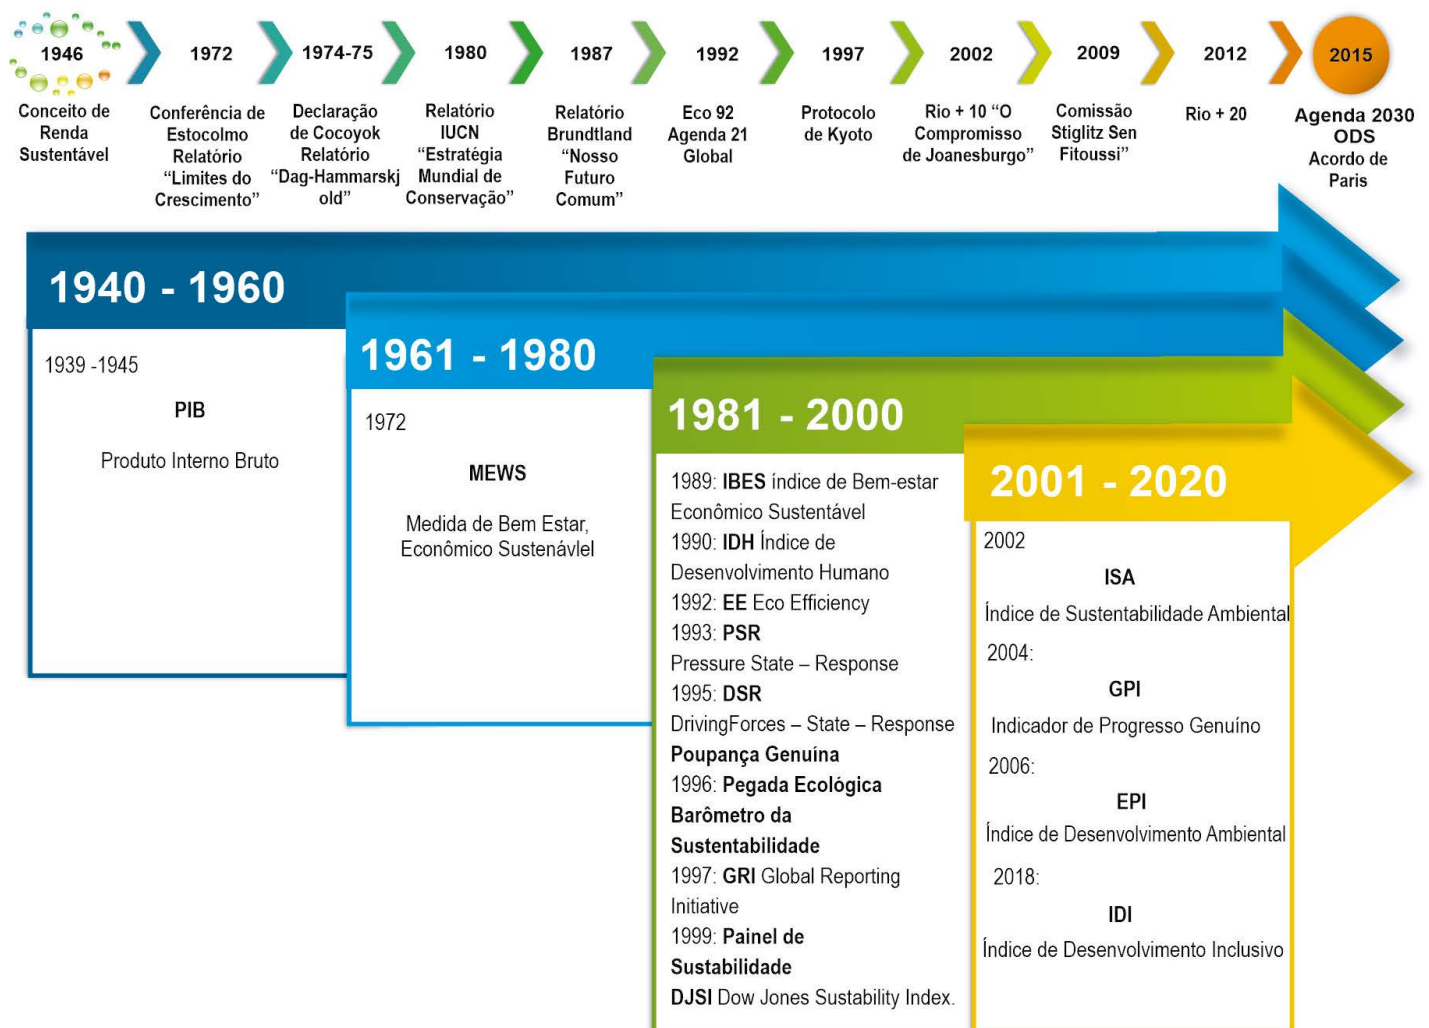 1946
Conceito de
Renda
Sustentável
1972
Conferência de
Estocolmo
Relatório
“Limites do
Crescimento”
1974-75
Declaração
de Cocoyok
Relatório
“Dag-Hammarskj
old”
1980
Relatório
IUCN
“Estratégia
Mundial de
Conservação”
1987
Relatório
Brundtland
“Nosso
Futuro
Comum”
1992
Eco 92
Agenda 21
Global
1997
Protocolo
de Kyoto
2002
Rio + 10 “O
Compromisso
de Joanesburgo”
2009
Comissão
Stiglitz Sen
Fitoussi”
2012
Rio + 20
2015
Agenda 2030
ODS
Acordo de
Paris
1940 - 1960
1939 -1945
PIB
Produto Interno Bruto
1961 - 1980
1972
MEWS
Medida de Bem Estar,
Econômico Sustenávlel
1981 - 2000
1989: IBES índice de Bem-estar
Econômico Sustentável
1990: IDH Índice de
Desenvolvimento Humano
1992: EE Eco Efficiency
1993: PSR
Pressure State – Response
1995: DSR
DrivingForces – State – Response
Poupança Genuína
1996: Pegada Ecológica
Barômetro da
Sustentabilidade
1997: GRI Global Reporting
Initiative
1999: Painel de
Sustabilidade
DJSI Dow Jones Sustability Index.
2001 - 2020
2002
ISA
Índice de Sustentabilidade Ambiental
2004:
GPI
Indicador de Progresso Genuíno
2006:
EPI
Índice de Desenvolvimento Ambiental
2018:
IDI
Índice de Desenvolvimento Inclusivo